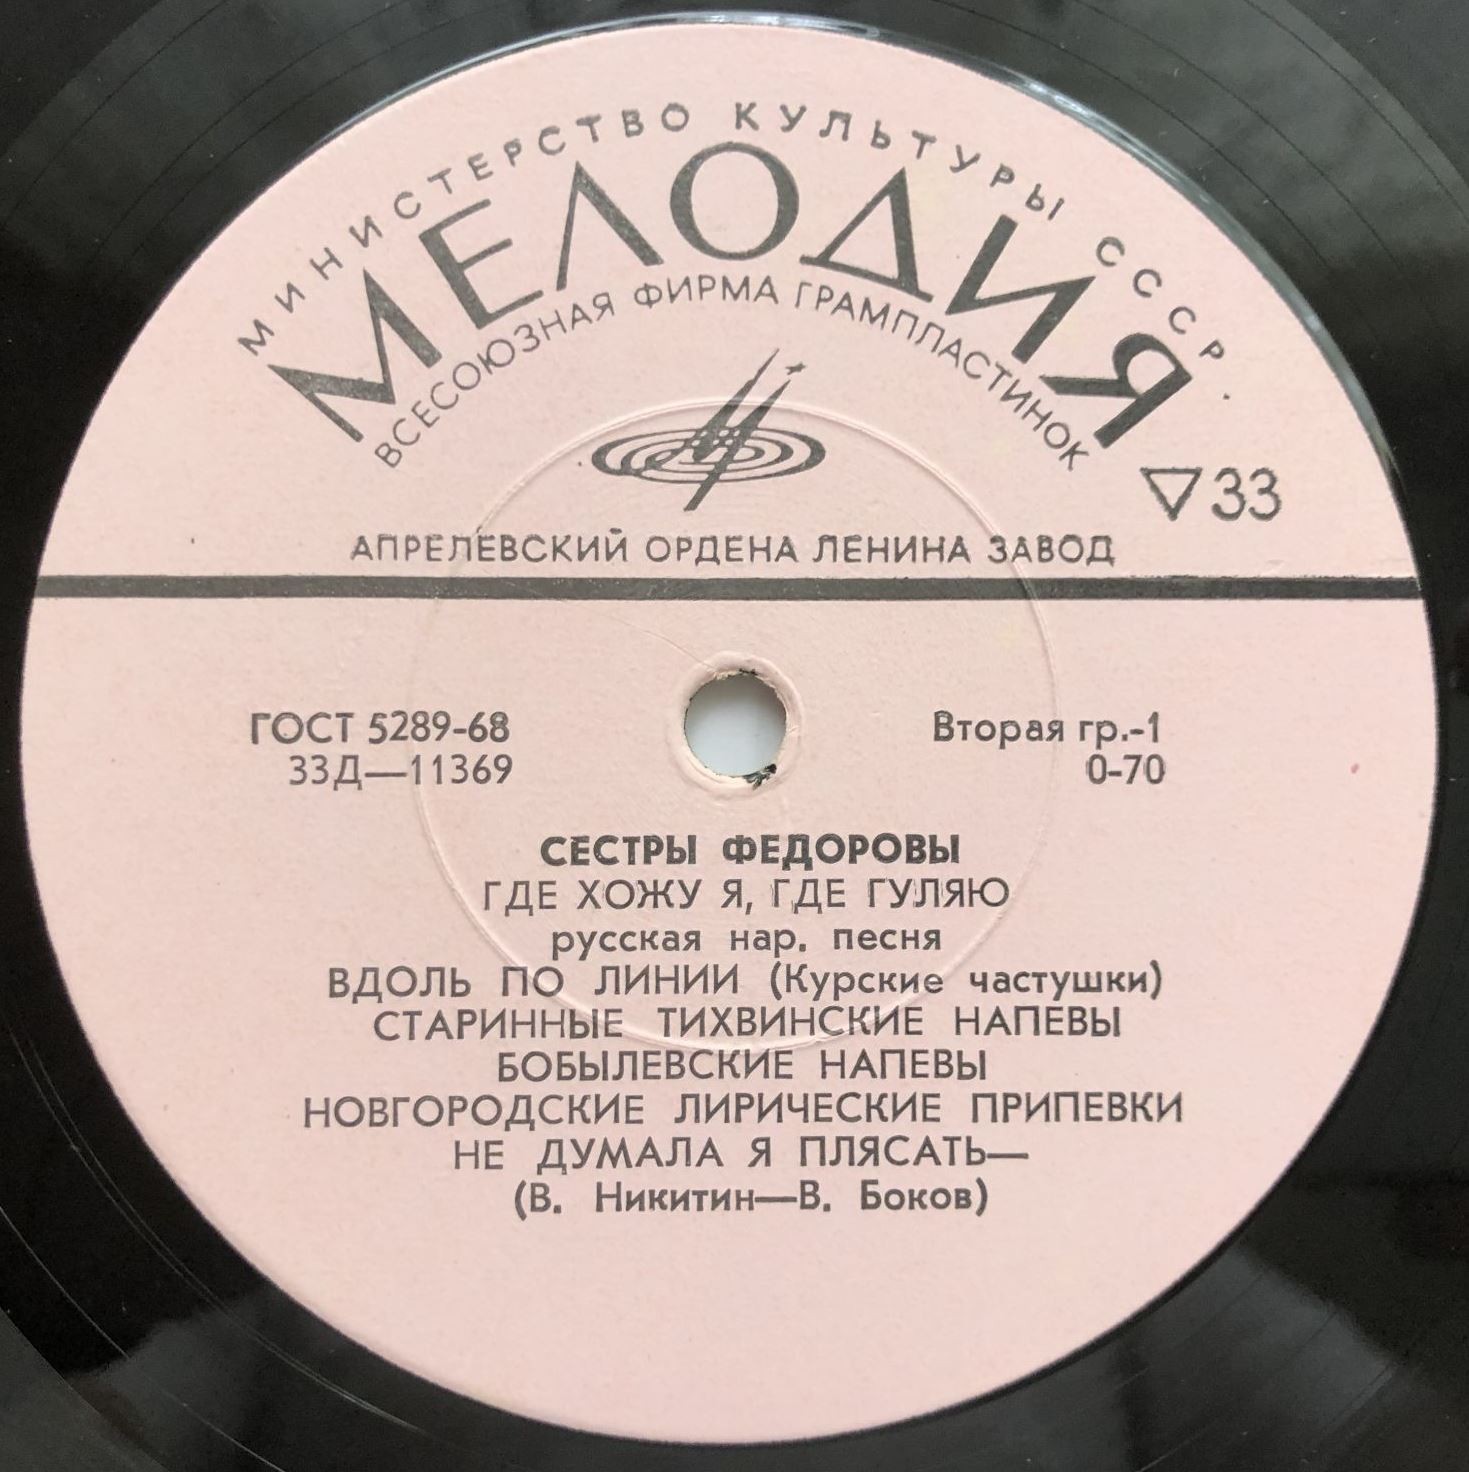 МИНИСТЕРСТВО КУЛЬТУРЫ СССР.
МЕЛОДИЯ
ВСЕСОЮЗНАЯ ФИРМА ГРАМПЛАСТИНОК
▽33
АПРЕЛЕВСКИЙ ОРДЕНА ЛЕНИНА ЗАВОД
ГОСТ 5289-68 Вторая гр.-1
33Д—11369 0-70
СЕСТРЫ ФЕДОРОВЫ
ГДЕ ХОЖУ Я, ГДЕ ГУЛЯЮ
русская нар. песня
ВДОЛЬ ПО ЛИНИИ (Курские частушки)
СТАРИННЫЕ ТИХВИНСКИЕ НАПЕВЫ
БОБЫЛЕВСКИЕ НАПЕВЫ
НОВГОРОДСКИЕ ЛИРИЧЕСКИЕ ПРИПЕВКИ
НЕ ДУМАЛА Я ПЛЯСАТЬ—
(В. Никитин—В. Боков)